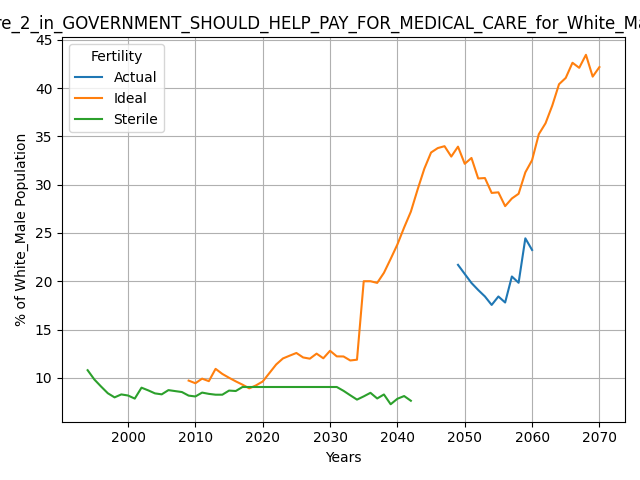 re_2_in_GOVERNMENT_SHOULD_HELP_PAY_FOR_MEDICAL_CARE_for_White_Ma
Fertility
Actual
Ideal
Sterile
% of White_Male Population
45
40
35
30
25
20
15
10
2000 2010 2020 2030 2040 2050 2060 2070
Years